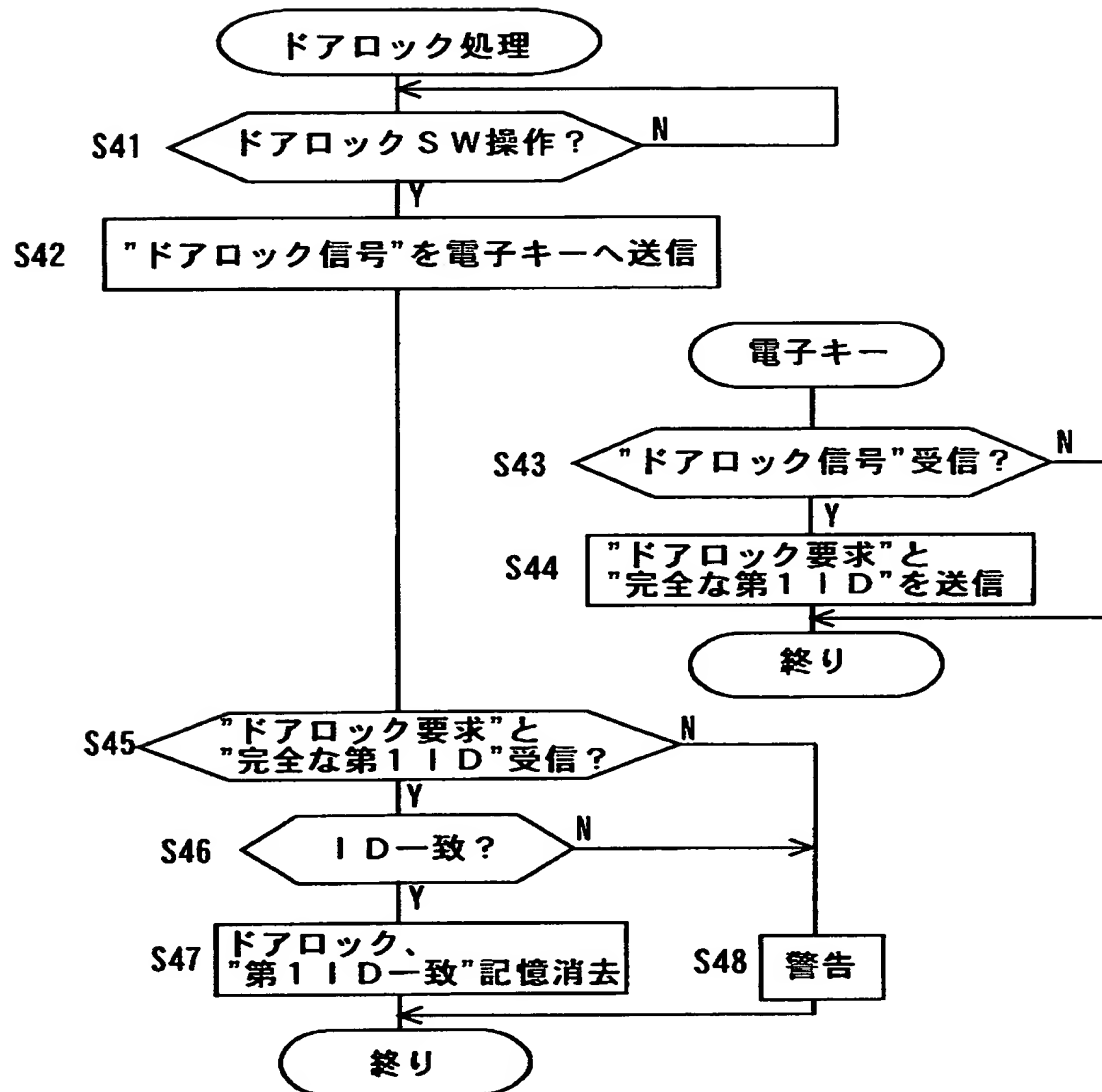 ドアロック処理
S41
ドアロックSW操作?
N
Y
S42
"ドアロック信号"を電子キーへ送信
電子キー
S43
"ドアロック信号"受信?
N
Y
S44
"ドアロック要求"と
"完全な第1ID"を送信
終り
S45
"ドアロック要求"と
"完全な第1ID"受信?
N
Y
S46
ID一致?
N
Y
S47
ドアロック、
"第1ID一致"記憶消去
S48
警告
終り